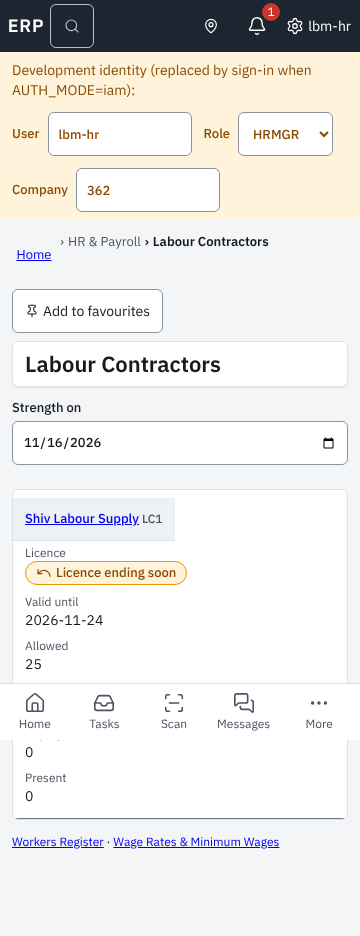 ERP
1
lbm-hr
Development identity (replaced by sign-in when
AUTH_MODE=iam):
User
lbm-hr
Role
HRMGR
Company
362
Home
› HR & Payroll › Labour Contractors
Add to favourites
Labour Contractors
Strength on
11/16/2026
Shiv Labour Supply LC1
Licence
Licence ending soon
Valid until
2026-11-24
Allowed
25
Home
Tasks
Scan
Messages
More
0
Present
0
Workers Register · Wage Rates & Minimum Wages